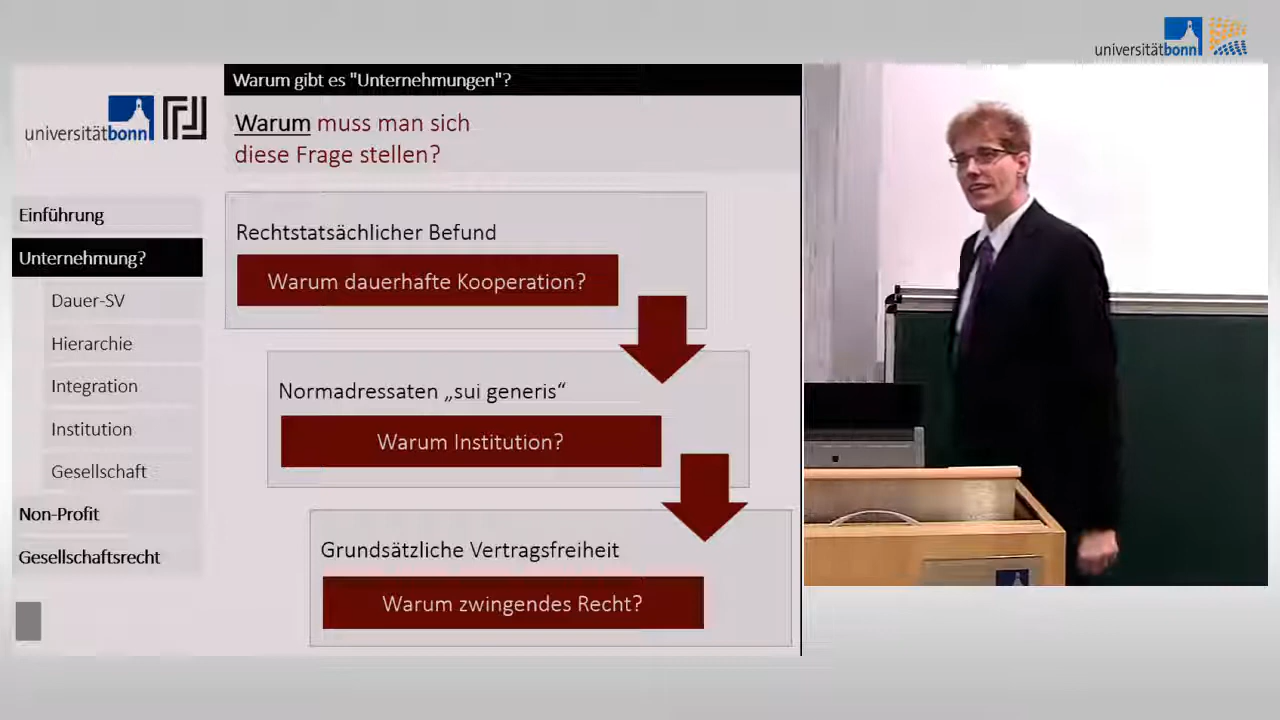 universitätbonn
Warum gibt es "Unternehmungen"?
universitätbonn
Warum muss man sich
diese Frage stellen?
Einführung
Unternehmung?
Dauer-SV
Hierarchie
Integration
Institution
Gesellschaft
Non-Profit
Gesellschaftsrecht
Rechtstatsächlicher Befund
Warum dauerhafte Kooperation?
Normadressaten „sui generis“
Warum Institution?
Grundsätzliche Vertragsfreiheit
Warum zwingendes Recht?